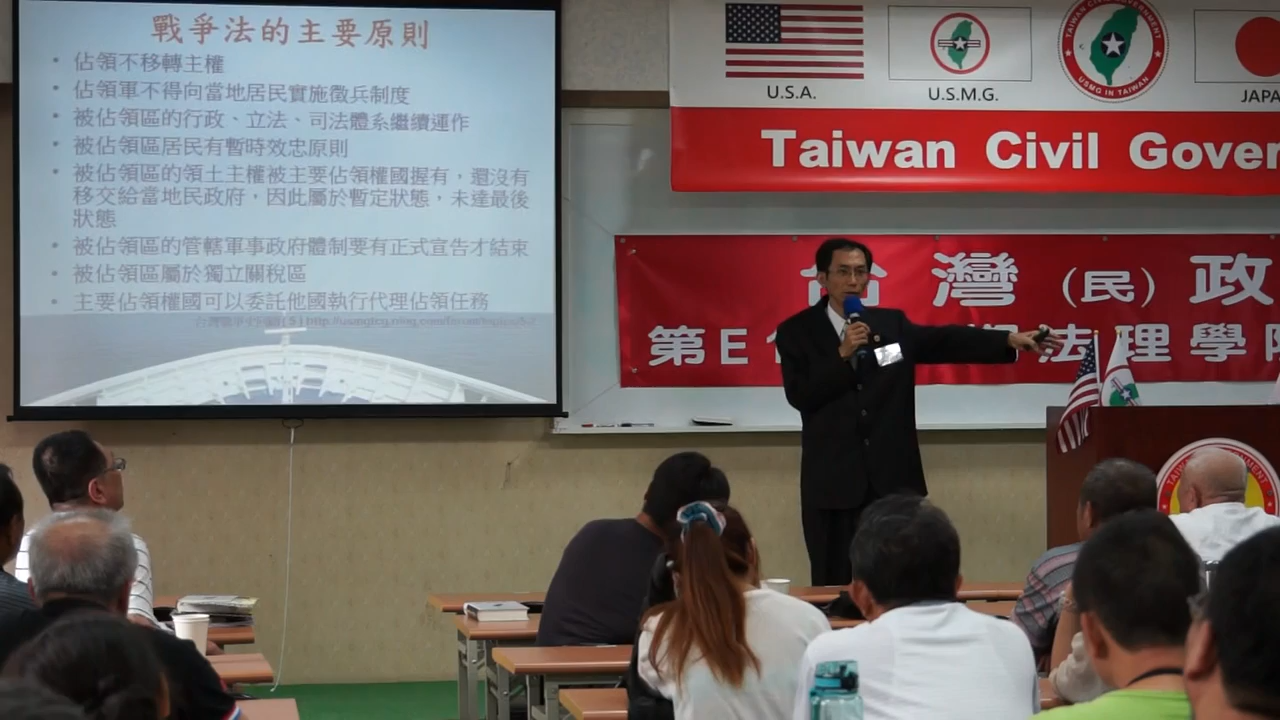 戰爭法的主要原則
• 佔領不移轉主權
• 佔領軍不得向當地居民實施徵兵制度
• 被佔領區的行政、立法、司法體系繼續運作
• 被佔領區居民有暫時效忠原則
• 被佔領區的領土主權被主要佔領權國握有，還沒有
移交給當地民政府，因此屬於暫定狀態，未達最後
狀態
• 被佔領區的管轄軍事政府體制要有正式宣告才結束
• 被佔領區屬於獨立關稅區
• 主要佔領權國可以委託他國執行代理佔領任務
U.S.A.
U.S.M.G.
TAIWAN CIVIL GOVERNMENT
USMG IN TAIWAN
JAPA
Taiwan Civil Gover
台灣(民)政
第E
法理學